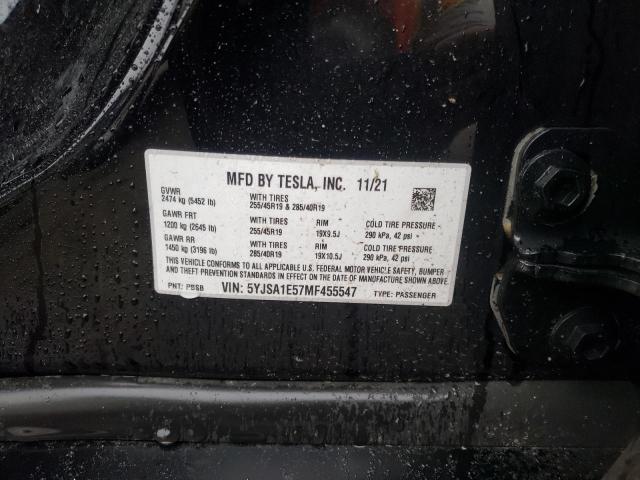 MFD BY TESLA, INC. 11/21
GVWR
2474 kg (5452 lb)
WITH TIRES
255/45R19 & 285/40R19
GAWR FRT
1200 kg (2645 lb)
WITH TIRES
255/45R19
RIM
19X9.5J
COLD TIRE PRESSURE
290 kPa, 42 psi
GAWR RR
1450 kg (3196 lb)
WITH TIRES
285/40R19
RIM
19X10.5J
COLD TIRE PRESSURE
290 kPa, 42 psi
THIS VEHICLE CONFORMS TO ALL APPLICABLE U.S. FEDERAL MOTOR VEHICLE SAFETY, BUMPER
AND THEFT PREVENTION STANDARDS IN EFFECT ON THE DATE OF MANUFACTURE SHOWN ABOVE.
PNT: PBSB VIN: 5YJSA1E57MF455547 TYPE: PASSENGER